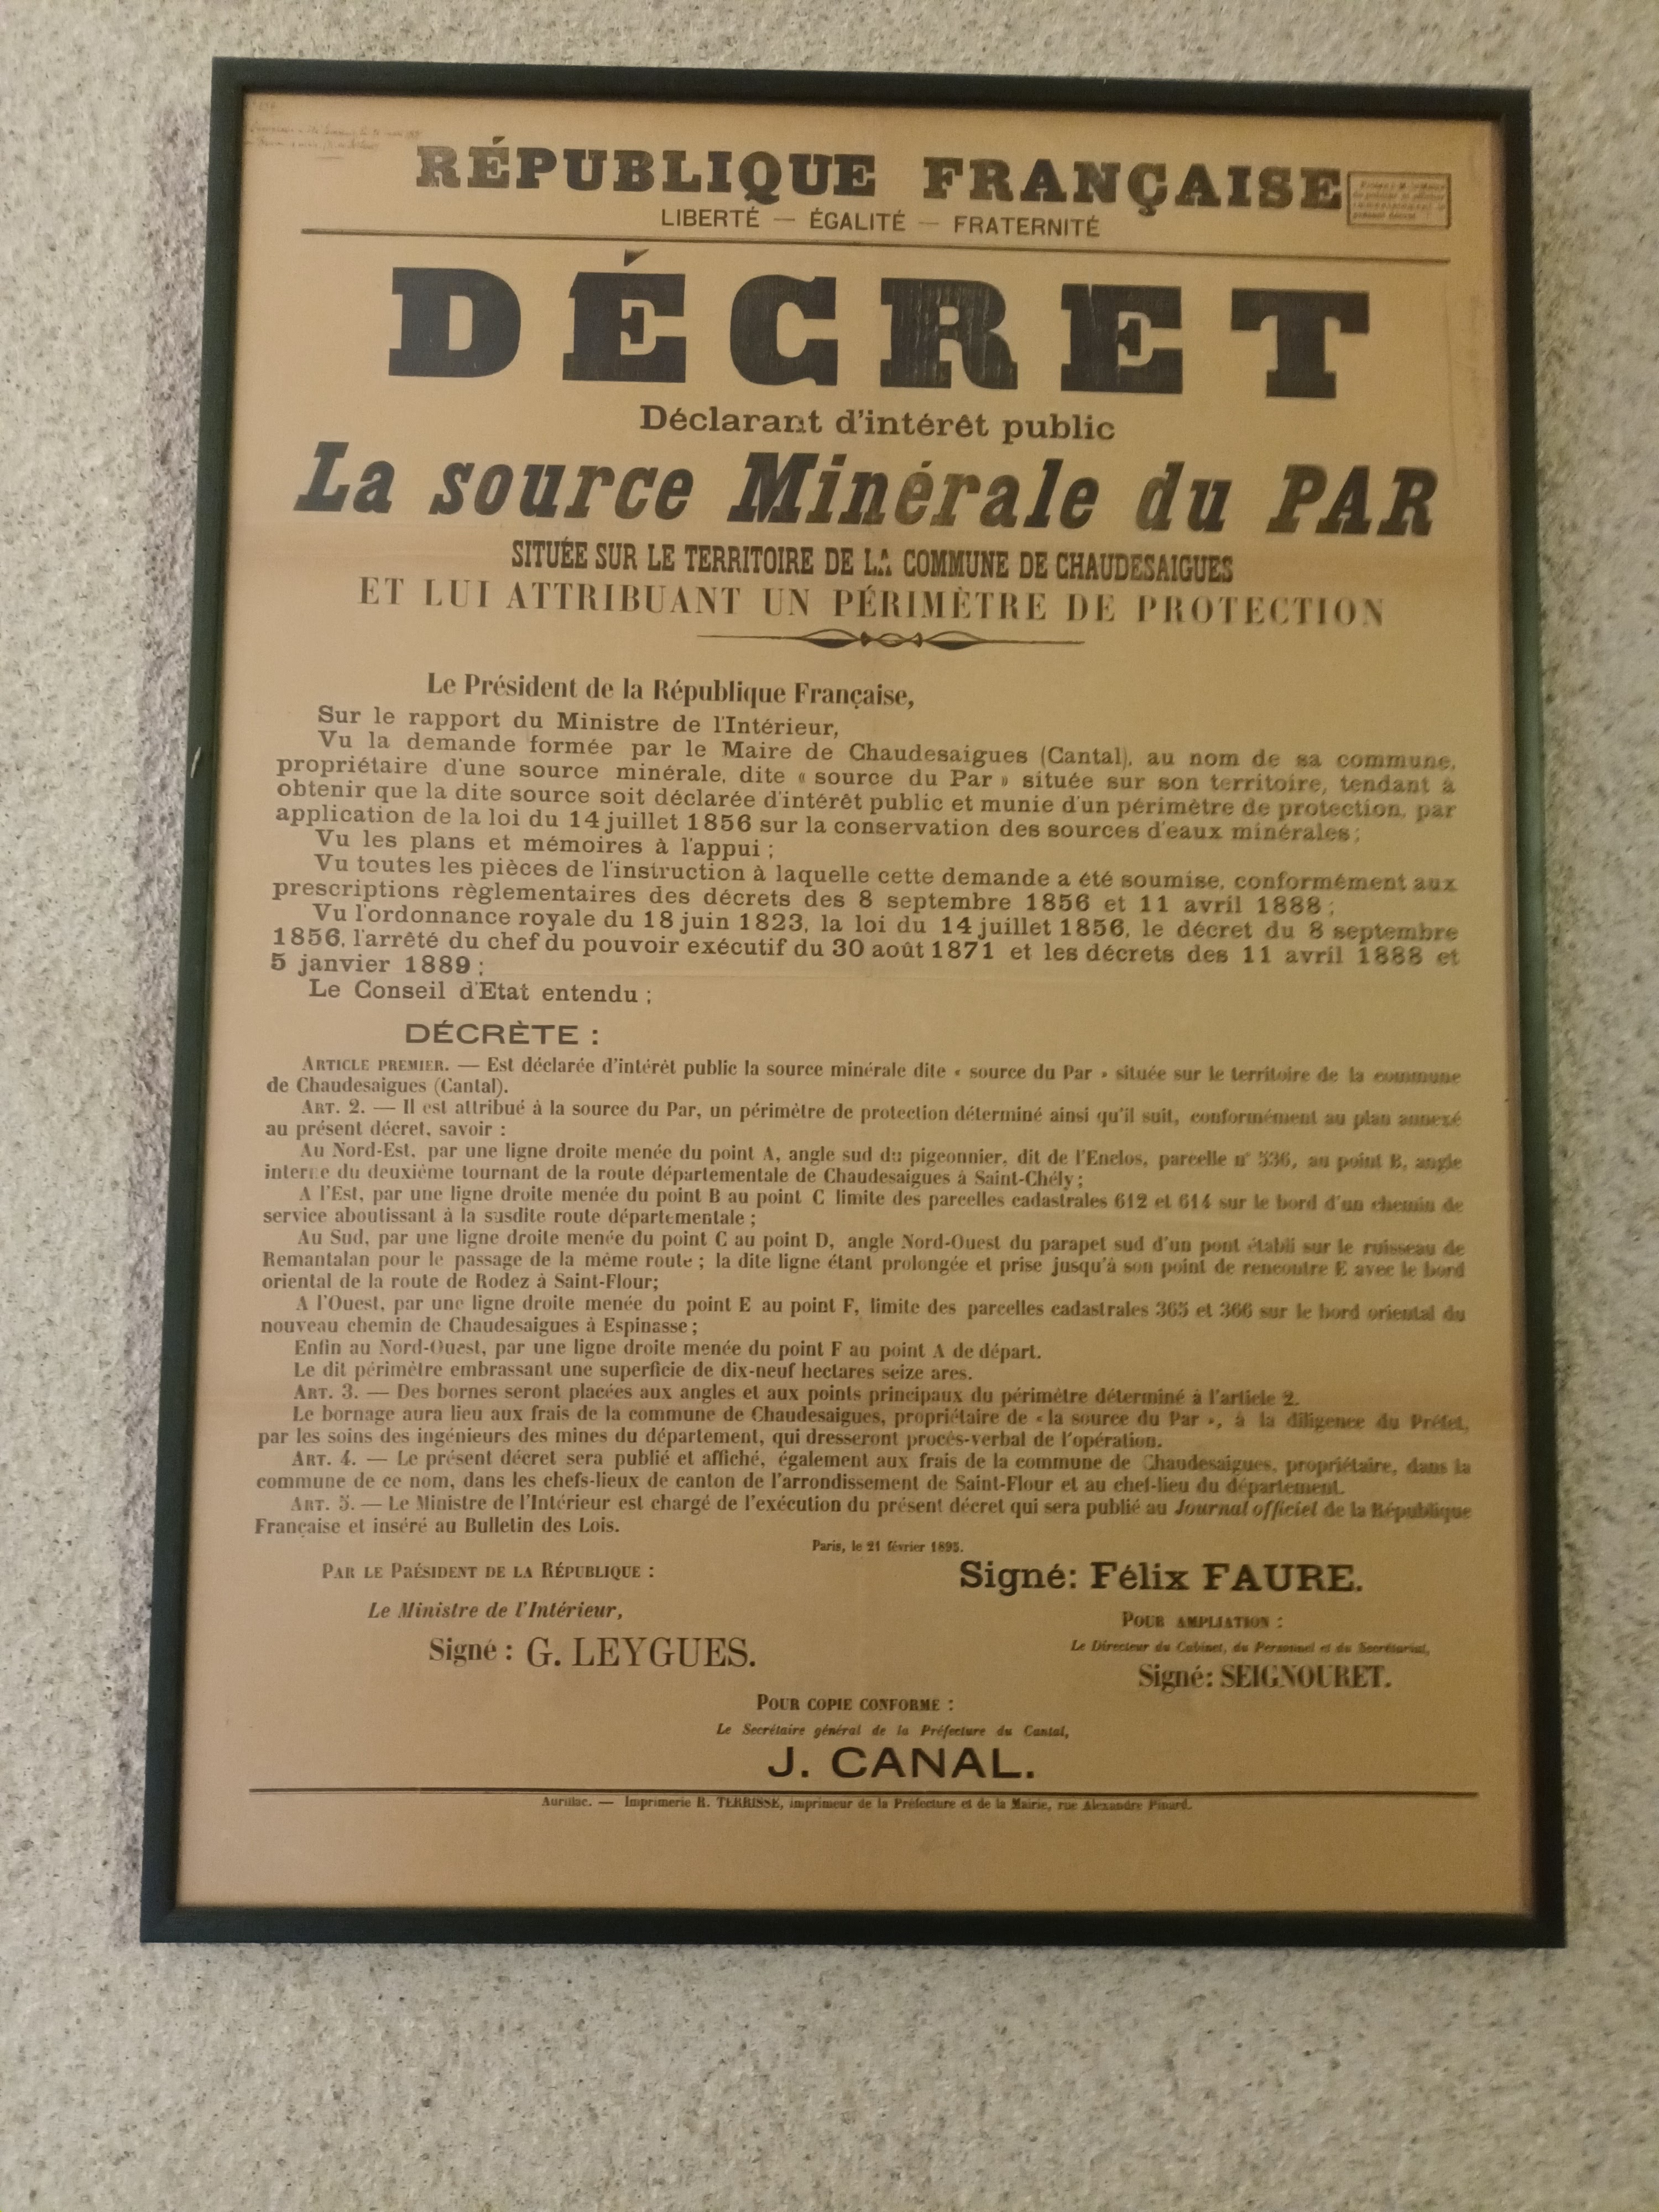 RÉPUBLIQUE FRANÇAISE
LIBERTÉ — ÉGALITÉ — FRATERNITÉ
DÉCRET
Déclarant d'intérêt public
La source Minérale du PAR
SITUÉE SUR LE TERRITOIRE DE LA COMMUNE DE CHAUDESAIGUES
ET LUI ATTRIBUANT UN PÉRIMÈTRE DE PROTECTION
Le Président de la République Française,
Sur le rapport du Ministre de l'Intérieur,
Vu la demande formée par le Maire de Chaudesaigues (Cantal), au nom de sa commune,
propriétaire d'une source minérale, dite « source du Par » située sur son territoire, tendant à
obtenir que la dite source soit déclarée d'intérêt public et munie d'un périmètre de protection, par
application de la loi du 14 juillet 1856 sur la conservation des sources d'eaux minérales ;
Vu les plans et mémoires à l'appui ;
Vu toutes les pièces de l'instruction à laquelle cette demande a été soumise, conformément aux
prescriptions règlementaires des décrets des 8 septembre 1856 et 11 avril 1888 ;
Vu l'ordonnance royale du 18 juin 1823, la loi du 14 juillet 1856, le décret du 8 septembre
1856, l'arrêté du chef du pouvoir exécutif du 30 août 1871 et les décrets des 11 avril 1888 et
5 janvier 1889 ;
Le Conseil d'Etat entendu ;
DÉCRÈTE :
ARTICLE PREMIER. — Est déclarée d'intérêt public la source minérale dite « source du Par » située sur le territoire de la commune
de Chaudesaigues (Cantal).
ART. 2. — Il est attribué à la source du Par, un périmètre de protection déterminé ainsi qu'il suit, conformément au plan annexé
au présent décret, savoir :
Au Nord-Est, par une ligne droite menée du point A, angle sud du pigeonnier, dit de l'Enclos, parcelle n° 536, au point B, angle
interne du deuxième tournant de la route départementale de Chaudesaigues à Saint-Chély ;
A l'Est, par une ligne droite menée du point B au point C limite des parcelles cadastrales 612 et 614 sur le bord d'un chemin de
service aboutissant à la susdite route départementale ;
Au Sud, par une ligne droite menée du point C au point D, angle Nord-Ouest du parapet sud d'un pont établi sur le ruisseau de
Remantalan pour le passage de la même route ; la dite ligne étant prolongée et prise jusqu'à son point de rencontre E avec le bord
oriental de la route de Rodez à Saint-Flour;
A l'Ouest, par une ligne droite menée du point E au point F, limite des parcelles cadastrales 365 et 366 sur le bord oriental du
nouveau chemin de Chaudesaigues à Espinasse ;
Enfin au Nord-Ouest, par une ligne droite menée du point F au point A de départ.
Le dit périmètre embrassant une superficie de dix-neuf hectares seize ares.
ART. 3. — Des bornes seront placées aux angles et aux points principaux du périmètre déterminé à l'article 2.
Le bornage aura lieu aux frais de la commune de Chaudesaigues, propriétaire de « la source du Par », à la diligence du Préfet,
par les soins des ingénieurs des mines du département, qui dresseront procès-verbal de l'opération.
ART. 4. — Le présent décret sera publié et affiché, également aux frais de la commune de Chaudesaigues, propriétaire, dans la
commune de ce nom, dans les chefs-lieux de canton de l'arrondissement de Saint-Flour et au chef-lieu du département.
ART. 5. — Le Ministre de l'Intérieur est chargé de l'exécution du présent décret qui sera publié au Journal officiel de la République
Française et inséré au Bulletin des Lois.
Paris, le 21 février 1895.
PAR LE PRÉSIDENT DE LA RÉPUBLIQUE :
Signé: Félix FAURE.
Le Ministre de l'Intérieur,
POUR AMPLIATION :
Le Directeur du Cabinet, du Personnel et du Secrétariat,
Signé : G. LEYGUES.
Signé: SEIGNOURET.
POUR COPIE CONFORME :
Le Secrétaire général de la Préfecture du Cantal,
J. CANAL.
Aurillac. — Imprimerie R. TERRISSE, imprimeur de la Préfecture et de la Mairie, rue Alexandre Pinard.